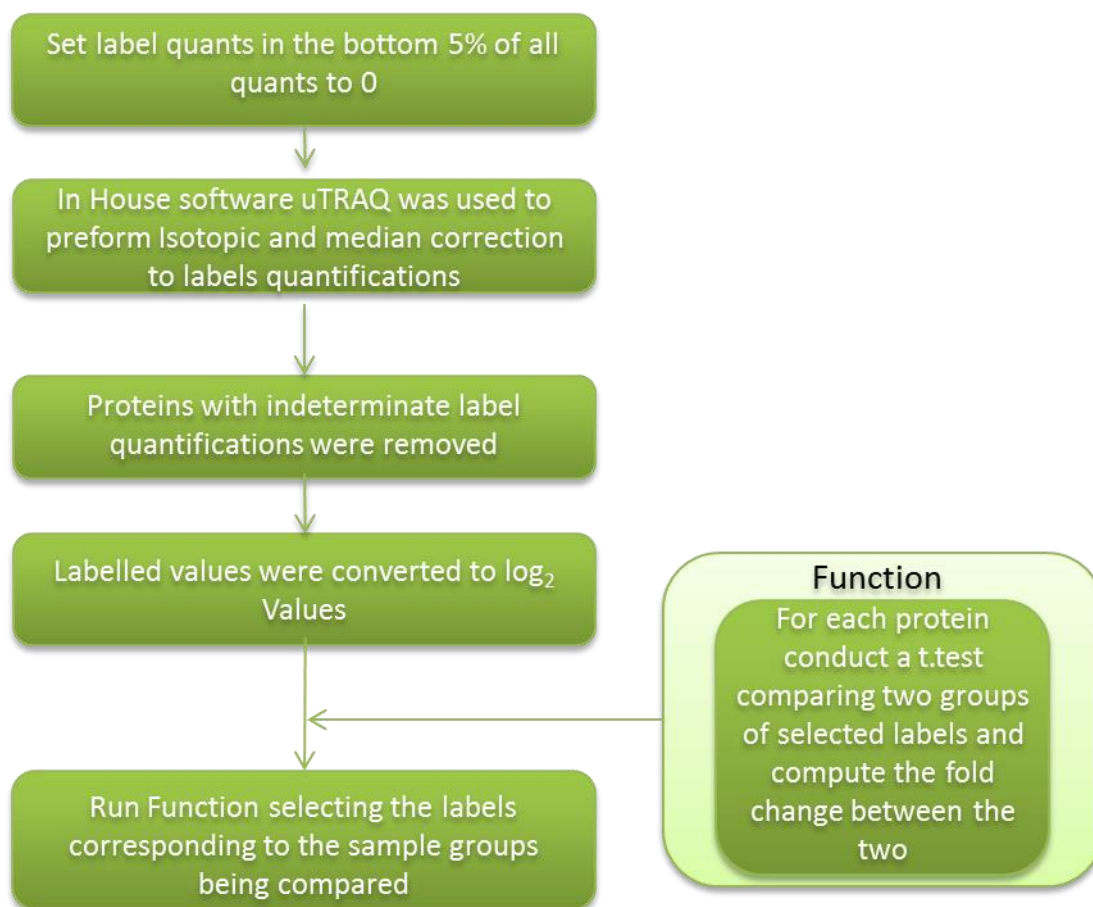 Set label quants in the bottom 5% of all
quants to 0
In House software uTRAQ was used to
preform Isotopic and median correction
to labels quantifications
Proteins with indeterminate label
quantifications were removed
Labelled values were converted to log₂
Values
Function
For each protein
conduct a t.test
comparing two groups
of selected labels and
compute the fold
change between the
two
Run Function selecting the labels
corresponding to the sample groups
being compared